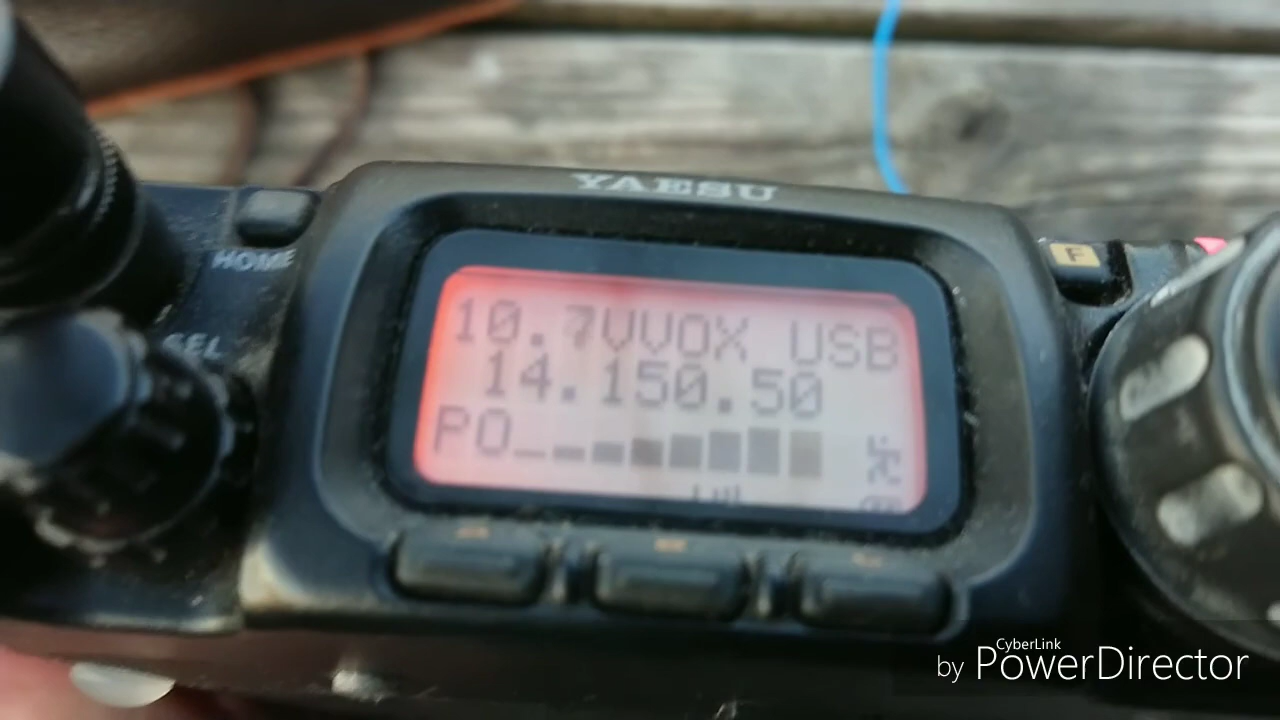 YAESU
HOME
SEL
F
10.7VVOX USB
14.150.50
PO
by CyberLink PowerDirector